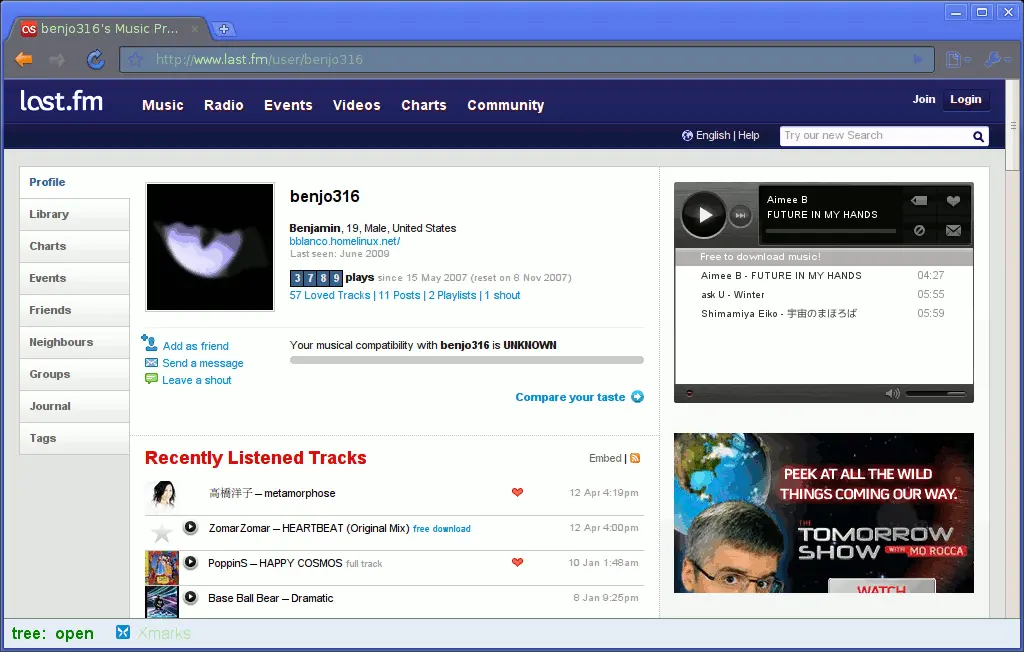 benjo316's Music Pr...
http://www.last.fm/user/benjo316
last.fm
Music Radio Events Videos Charts Community
Join Login
English | Help
Try our new Search
Profile
Library
Charts
Events
Friends
Neighbours
Groups
Journal
Tags
benjo316
Benjamin, 19, Male, United States
bblanco.homelinux.net/
Last seen: June 2009
3789 plays since 15 May 2007 (reset on 8 Nov 2007)
57 Loved Tracks | 11 Posts | 2 Playlists | 1 shout
Add as friend
Send a message
Leave a shout
Your musical compatibility with benjo316 is UNKNOWN
Compare your taste
Recently Listened Tracks
Embed |
高橋洋子 – metamorphose 12 Apr 4:19pm
ZomarZomar – HEARTBEAT (Original Mix) free download 12 Apr 4:00pm
PoppinS – HAPPY COSMOS full track 10 Jan 1:48am
Base Ball Bear – Dramatic 8 Jan 9:25pm
Aimee B
FUTURE IN MY HANDS
Free to download music!
Aimee B - FUTURE IN MY HANDS 04:27
ask U - Winter 05:55
Shimamiya Eiko - 宇宙のまほろば 05:59
PEEK AT ALL THE WILD
THINGS COMING OUR WAY.
THE
TOMORROW
SHOW WITH MO ROCCA
WATCH
tree: open
Xmarks